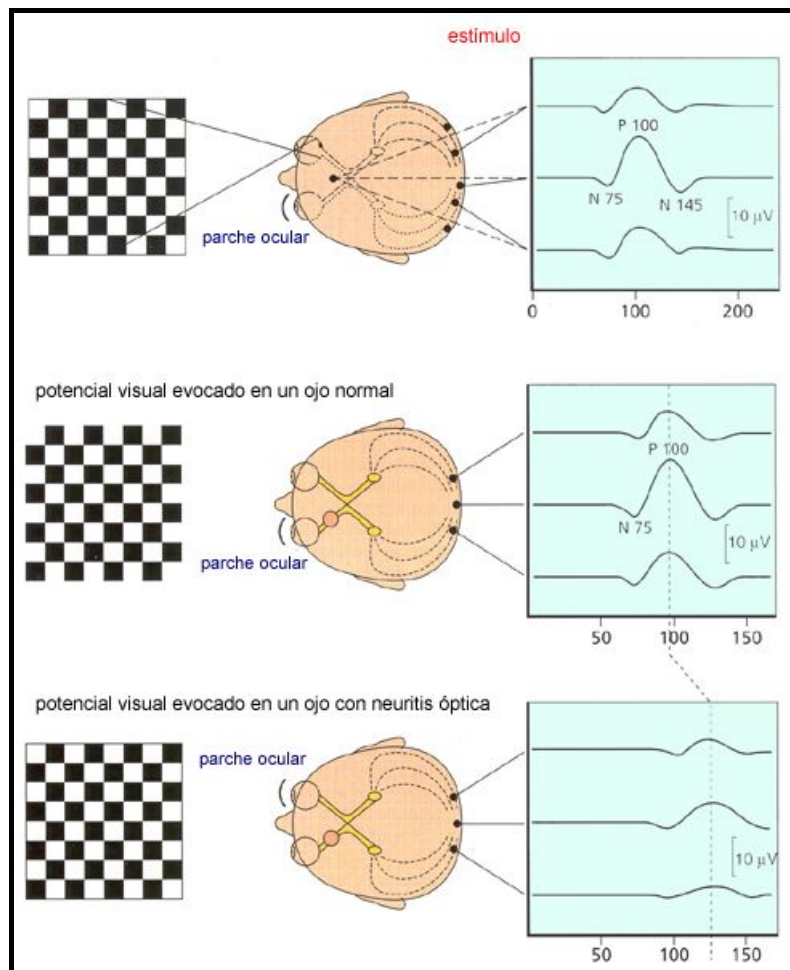 estimulo
P 100
N 75
N 145
10 µV
parche ocular
0 100 200
potencial visual evocado en un ojo normal
P 100
N 75
10 µV
parche ocular
50 100 150
potencial visual evocado en un ojo con neuritis óptica
parche ocular
10 µV
50 100 150